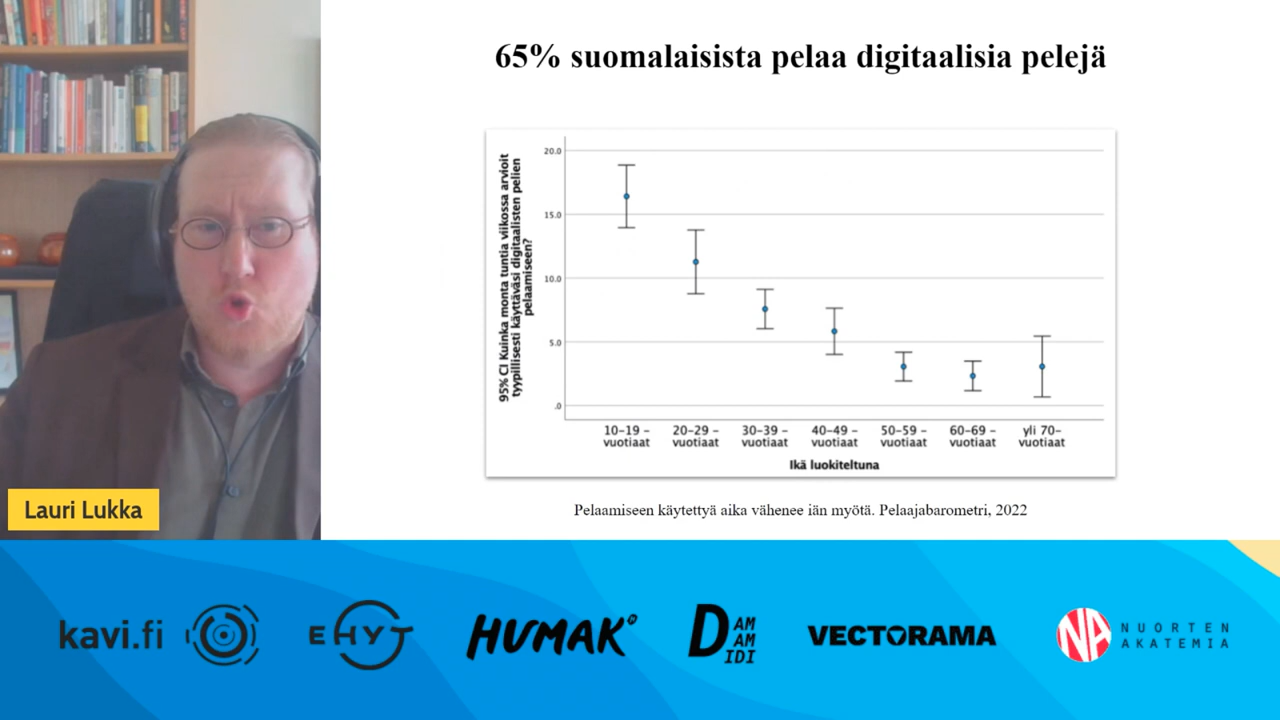 65% suomalaisista pelaa digitaalisia pelejä
95% CI Kuinka monta tuntia viikossa arvioit
tyypillisesti käyttäväsi digitaalisten pelien
pelaamiseen?
20.0
15.0
10.0
5.0
.0
10-19 -
vuotiaat
20-29 -
vuotiaat
30-39 -
vuotiaat
40-49 -
vuotiaat
50-59 -
vuotiaat
60-69 -
vuotiaat
yli 70-
vuotiaat
Ikä luokiteltuna
Pelaamiseen käytettyä aika vähenee iän myötä. Pelaajabarometri, 2022
Lauri Lukka
kavi.fi
EHYT
HUMAK
DAM
AM
IDI
VECTORAMA
NA
NUORTEN
AKATEMIA